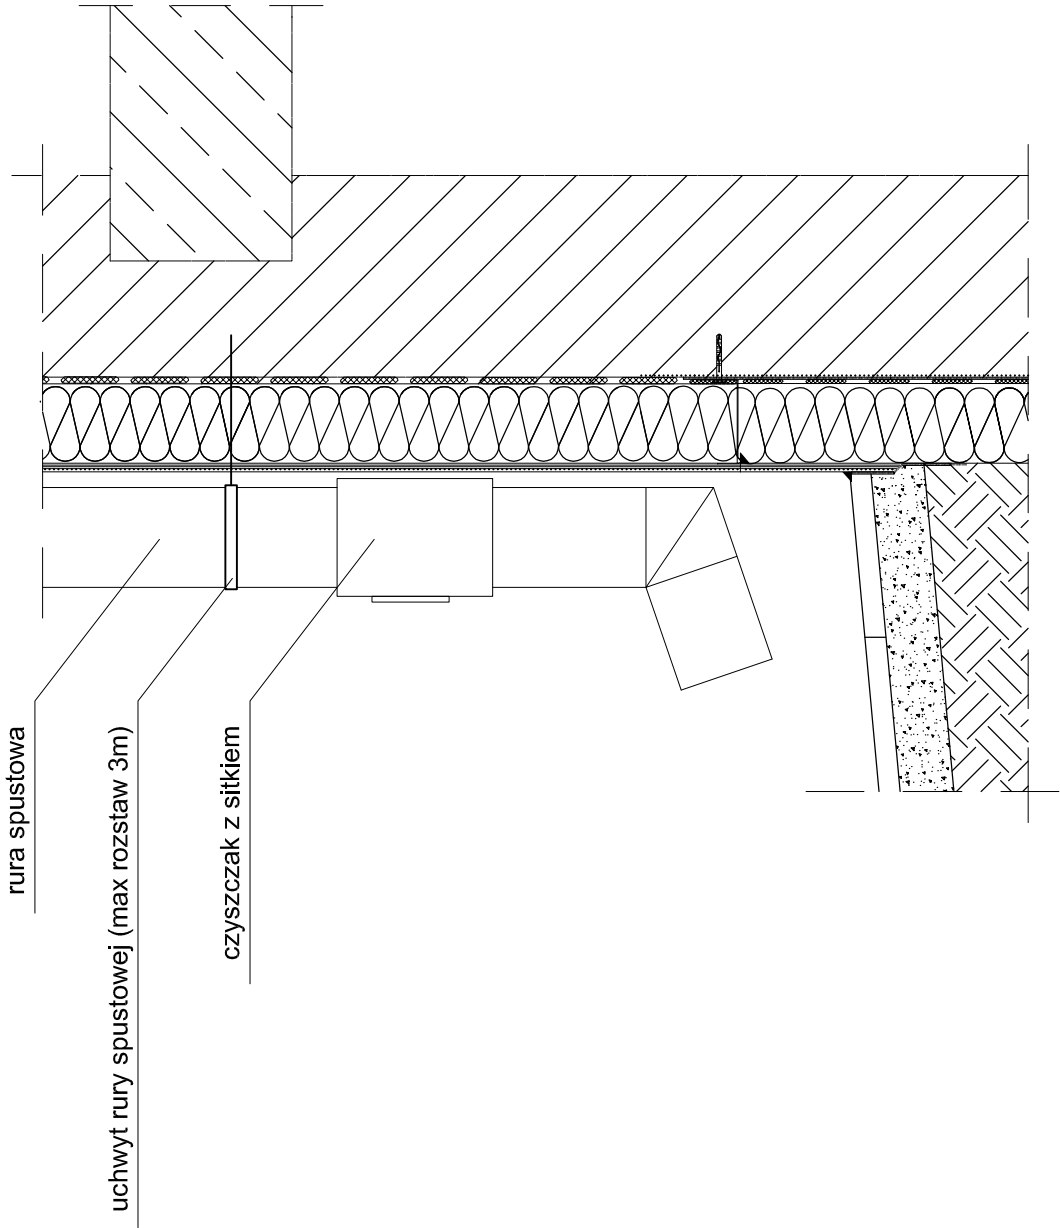 rura spustowa
uchwyt rury spustowej (max rozstaw 3m)
czyszczak z sitkiem